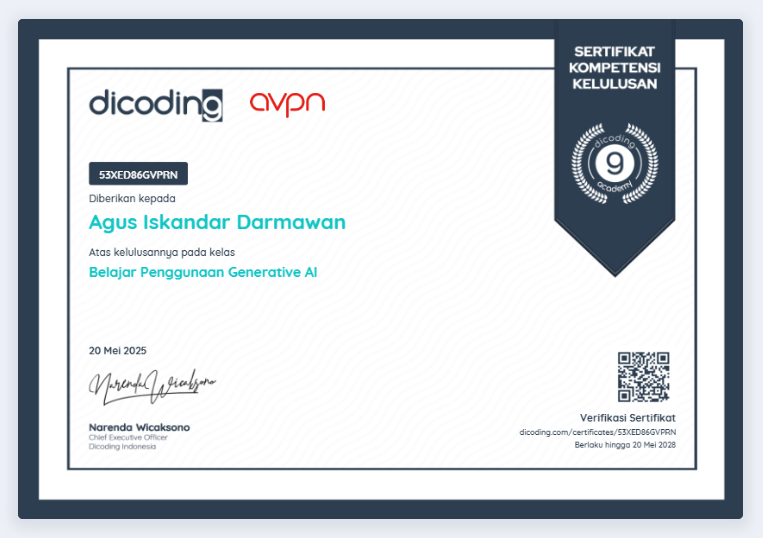 SERTIFIKAT
KOMPETENSI
KELULUSAN
dicoding
avpn
dicoding
9
academy
53XED86GVPRN
Diberikan kepada
Agus Iskandar Darmawan
Atas kelulusannya pada kelas
Belajar Penggunaan Generative AI
20 Mei 2025
Narenda Wicaksono
Narenda Wicaksono
Chief Executive Officer
Dicoding Indonesia
Verifikasi Sertifikat
dicoding.com/certificates/53XED86GVPRN
Berlaku hingga 20 Mei 2028